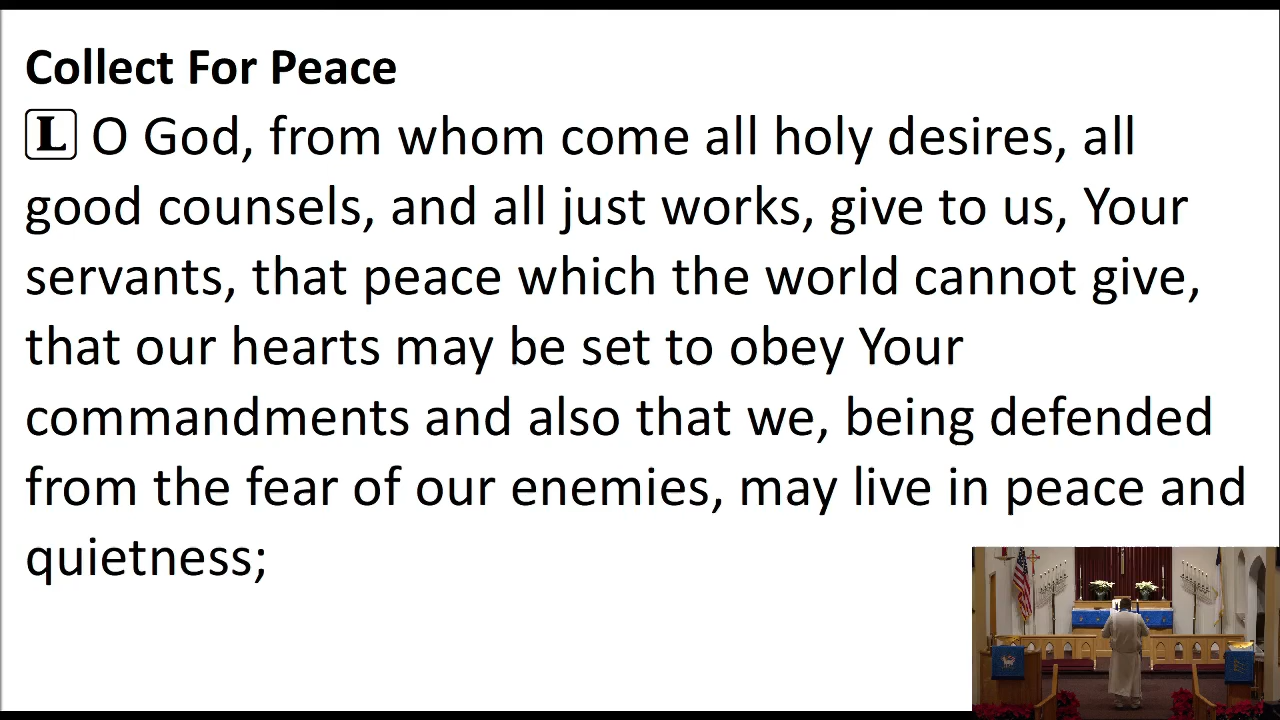 Collect For Peace
L O God, from whom come all holy desires, all
good counsels, and all just works, give to us, Your
servants, that peace which the world cannot give,
that our hearts may be set to obey Your
commandments and also that we, being defended
from the fear of our enemies, may live in peace and
quietness;